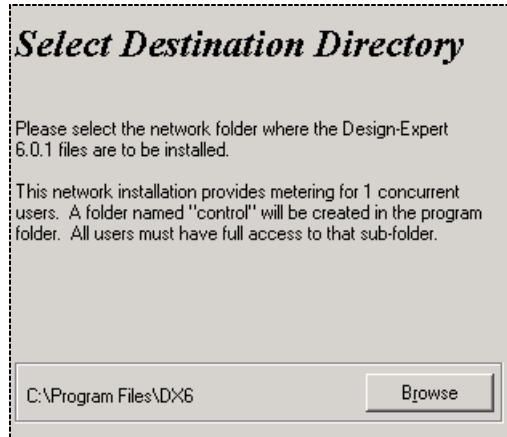 Select Destination Directory
Please select the network folder where the Design-Expert
6.0.1 files are to be installed.
This network installation provides metering for 1 concurrent
users. A folder named "control" will be created in the program
folder. All users must have full access to that sub-folder.
C:\Program Files\DX6
Browse